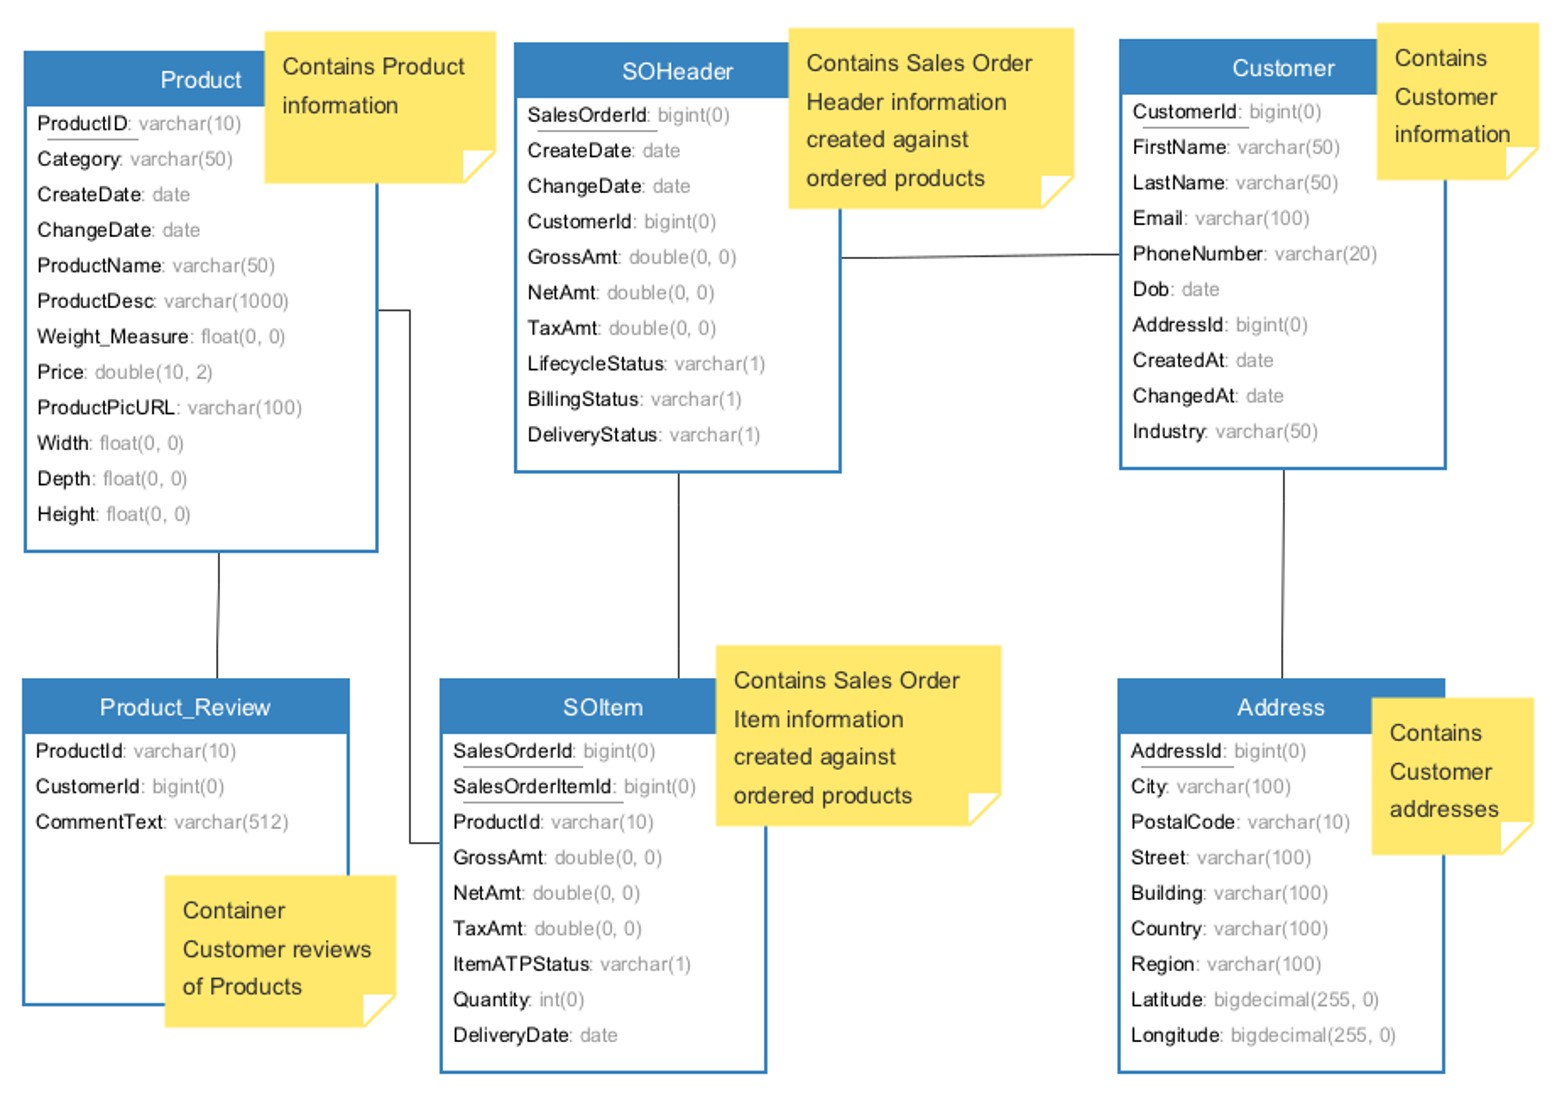 Product
ProductID: varchar(10)
Category: varchar(50)
CreateDate: date
ChangeDate: date
ProductName: varchar(50)
ProductDesc: varchar(1000)
Weight_Measure: float(0, 0)
Price: double(10, 2)
ProductPicURL: varchar(100)
Width: float(0, 0)
Depth: float(0, 0)
Height: float(0, 0)
Contains Product
information
SOHeader
SalesOrderId: bigint(0)
CreateDate: date
ChangeDate: date
CustomerId: bigint(0)
GrossAmt: double(0, 0)
NetAmt: double(0, 0)
TaxAmt: double(0, 0)
LifecycleStatus: varchar(1)
BillingStatus: varchar(1)
DeliveryStatus: varchar(1)
Contains Sales Order
Header information
created against
ordered products
Customer
CustomerId: bigint(0)
FirstName: varchar(50)
LastName: varchar(50)
Email: varchar(100)
PhoneNumber: varchar(20)
Dob: date
AddressId: bigint(0)
CreatedAt: date
ChangedAt: date
Industry: varchar(50)
Contains
Customer
information
Product_Review
ProductId: varchar(10)
CustomerId: bigint(0)
CommentText: varchar(512)
Container
Customer reviews
of Products
SOItem
SalesOrderId: bigint(0)
SalesOrderItemId: bigint(0)
ProductId: varchar(10)
GrossAmt: double(0, 0)
NetAmt: double(0, 0)
TaxAmt: double(0, 0)
ItemATPStatus: varchar(1)
Quantity: int(0)
DeliveryDate: date
Contains Sales Order
Item information
created against
ordered products
Address
AddressId: bigint(0)
City: varchar(100)
PostalCode: varchar(10)
Street: varchar(100)
Building: varchar(100)
Country: varchar(100)
Region: varchar(100)
Latitude: bigdecimal(255, 0)
Longitude: bigdecimal(255, 0)
Contains
Customer
addresses